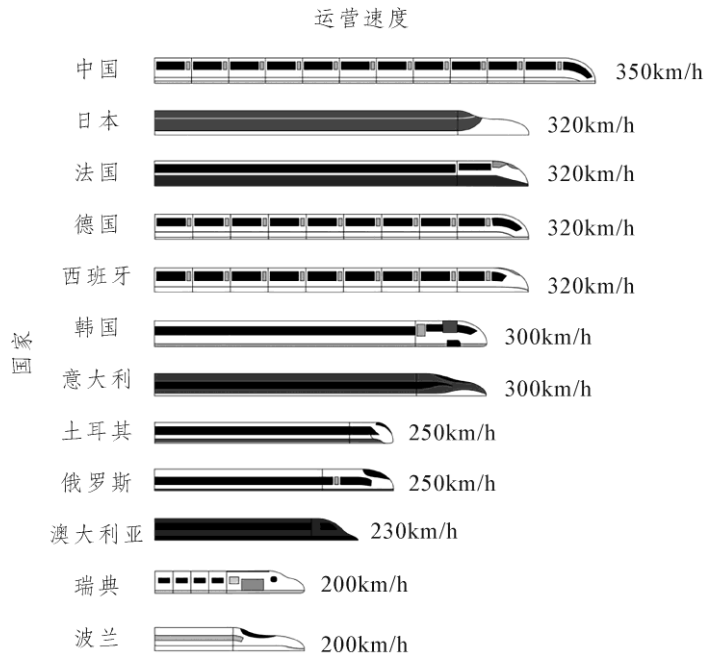 运营速度
中国 350km/h
日本 320km/h
法国 320km/h
德国 320km/h
西班牙 320km/h
韩国 300km/h
国家
意大利 300km/h
土耳其 250km/h
俄罗斯 250km/h
澳大利亚 230km/h
瑞典 200km/h
波兰 200km/h